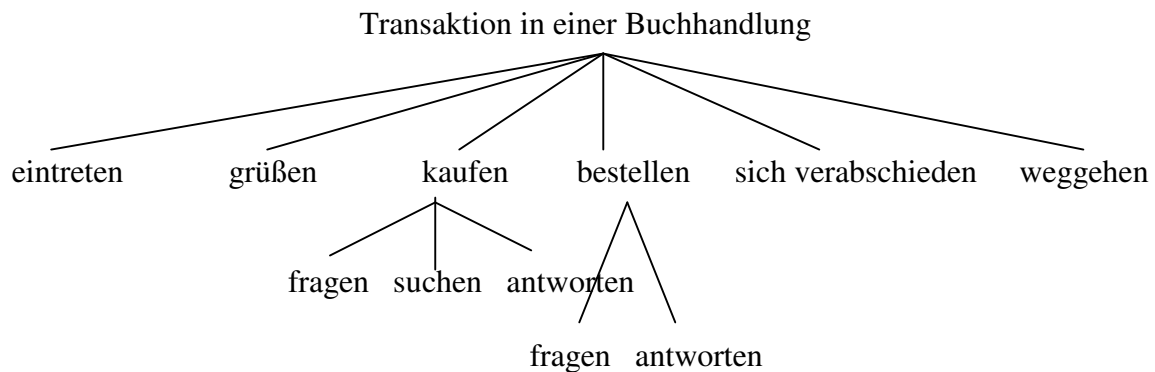 Transaktion in einer Buchhandlung
eintreten grüßen kaufen bestellen sich verabschieden weggehen
fragen suchen antworten
fragen antworten